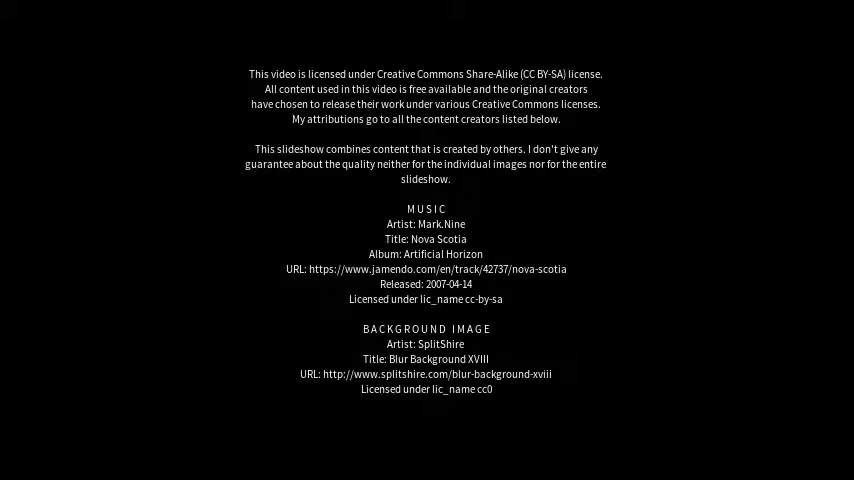 This video is licensed under Creative Commons Share-Alike (CC BY-SA) license.
All content used in this video is free available and the original creators
have chosen to release their work under various Creative Commons licenses.
My attributions go to all the content creators listed below.
This slideshow combines content that is created by others. I don't give any
guarantee about the quality neither for the individual images nor for the entire
slideshow.
MUSIC
Artist: Mark.Nine
Title: Nova Scotia
Album: Artificial Horizon
URL: https://www.jamendo.com/en/track/42737/nova-scotia
Released: 2007-04-14
Licensed under lic_name cc-by-sa
BACKGROUND IMAGE
Artist: SplitShire
Title: Blur Background XVIII
URL: http://www.splitshire.com/blur-background-xviii
Licensed under lic_name cc0